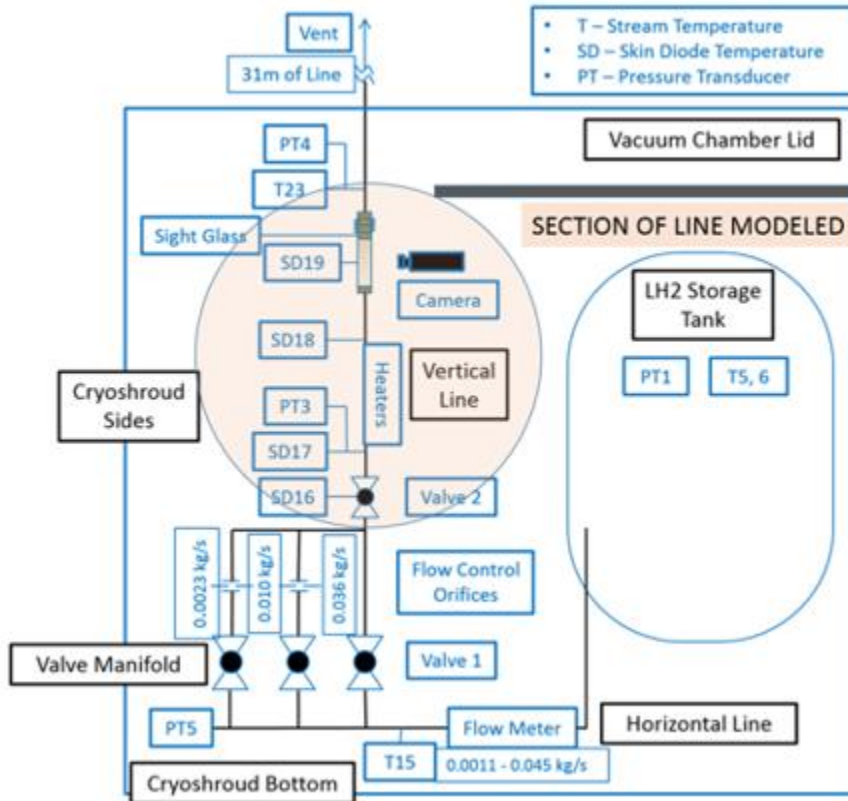 Vent
31m of Line
• T – Stream Temperature
• SD – Skin Diode Temperature
• PT – Pressure Transducer
PT4
Vacuum Chamber Lid
T23
Sight Glass
SECTION OF LINE MODELED
SD19
Camera
LH2 Storage
Tank
SD18
Heaters
Vertical
Line
PT1
T5, 6
Cryoshroud
Sides
PT3
SD17
SD16
Valve 2
0.0023 kg/s
0.010 kg/s
0.036 kg/s
Flow Control
Orifices
Valve Manifold
Valve 1
PT5
Flow Meter
Horizontal Line
T15
0.0011 - 0.045 kg/s
Cryoshroud Bottom